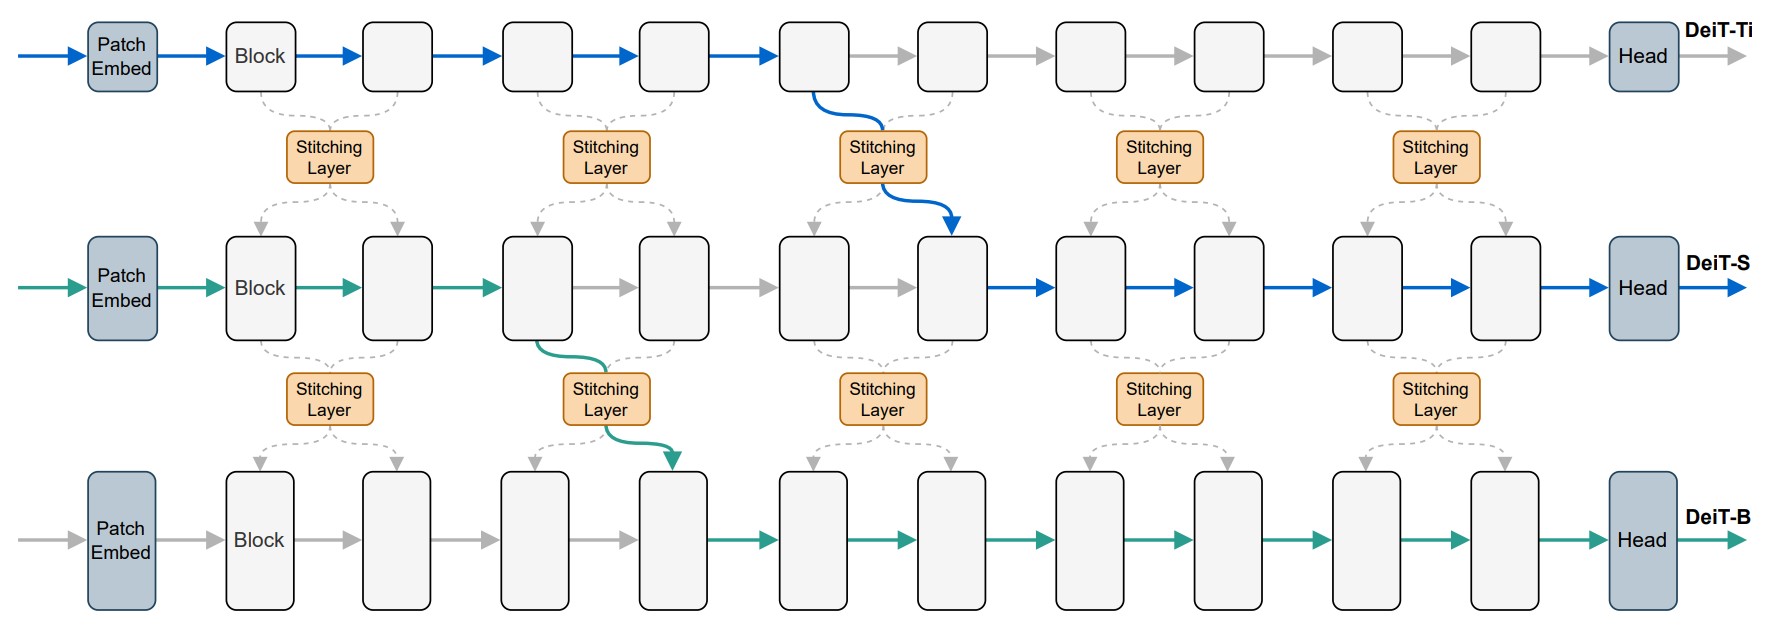 DeiT-Ti
Patch
Embed
Block
Head
Stitching
Layer
Stitching
Layer
Stitching
Layer
Stitching
Layer
Stitching
Layer
DeiT-S
Patch
Embed
Block
Head
Stitching
Layer
Stitching
Layer
Stitching
Layer
Stitching
Layer
Stitching
Layer
DeiT-B
Patch
Embed
Block
Head